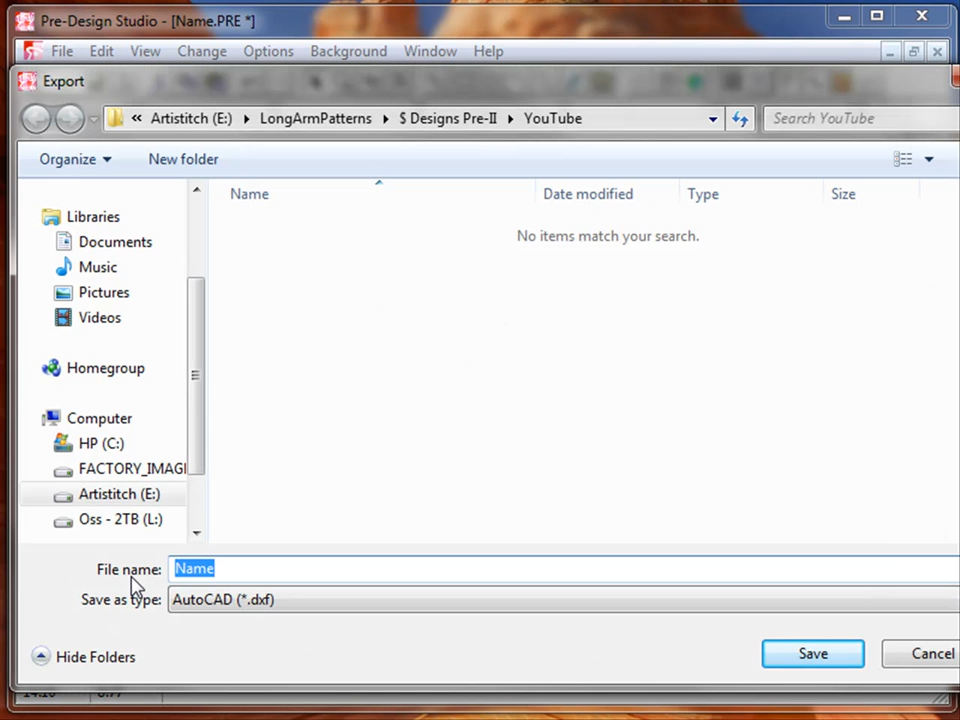 Pre-Design Studio - [Name.PRE *]
File Edit View Change Options Background Window Help
Export
« Artistitch (E:) LongArmPatterns $ Designs Pre-II YouTube Search YouTube
Organize New folder
Name Date modified Type Size
No items match your search.
Libraries
Documents
Music
Pictures
Videos
Homegroup
Computer
HP (C:)
FACTORY_IMAGI
Artistitch (E:)
Oss - 2TB (L:)
File name: Name
Save as type: AutoCAD (*.dxf)
Hide Folders Save Cancel